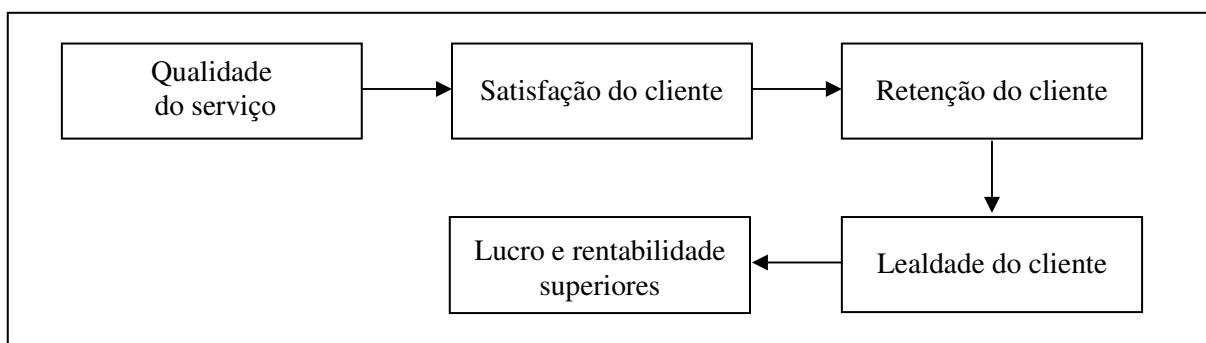 Qualidade
do serviço
Satisfação do cliente
Retenção do cliente
Lealdade do cliente
Lucro e rentabilidade
superiores